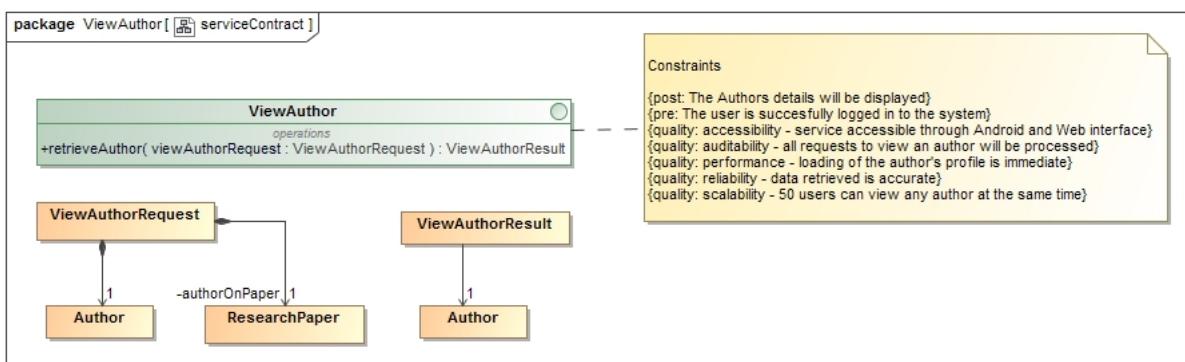 package ViewAuthor [ serviceContract ]
ViewAuthor
operations
+retrieveAuthor( viewAuthorRequest : ViewAuthorRequest ) : ViewAuthorResult
Constraints
{post: The Authors details will be displayed}
{pre: The user is succesfully logged in to the system}
{quality: accessibility - service accessible through Android and Web interface}
{quality: auditability - all requests to view an author will be processed}
{quality: performance - loading of the author's profile is immediate}
{quality: reliability - data retrieved is accurate}
{quality: scalability - 50 users can view any author at the same time}
ViewAuthorRequest
ViewAuthorResult
1
-authorOnPaper 1
1
Author
ResearchPaper
Author